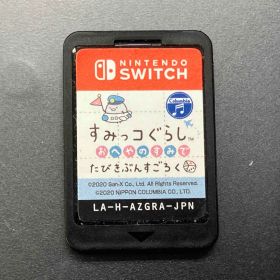 NINTENDO
SWITCH
Columbia
すみっコぐらし
おへやのすみで
たびきぶんすごろく
©2020 San-X Co., Ltd. All Rights Reserved.
©2020 NIPPON COLUMBIA CO., LTD.
LA-H-AZGRA-JPN